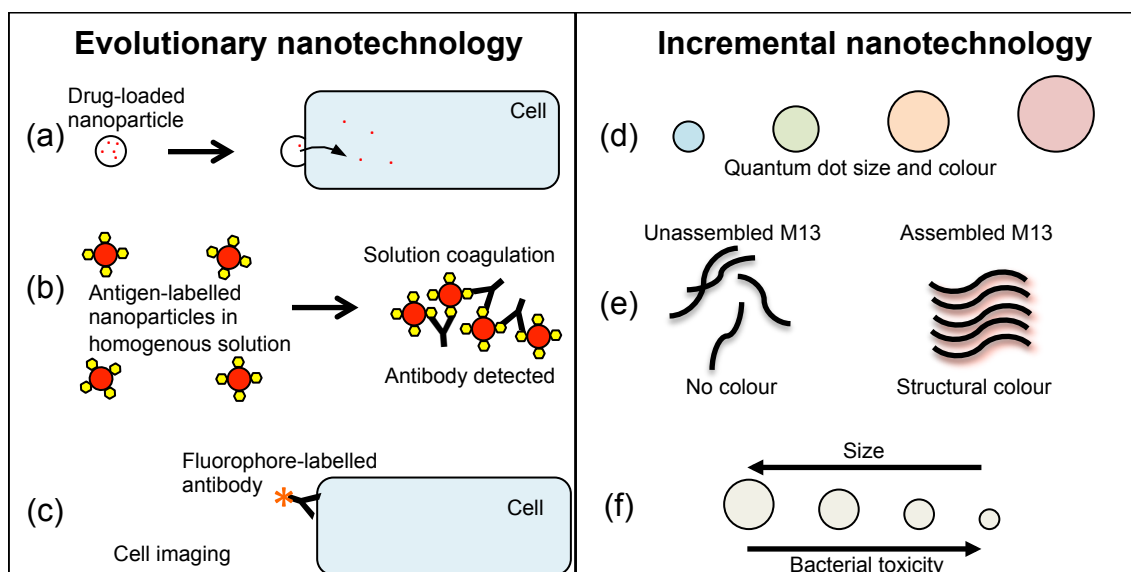 Evolutionary nanotechnology
(a)
Drug-loaded
nanoparticle
Cell
(b)
Antigen-labelled
nanoparticles in
homogenous solution
Solution coagulation
Antibody detected
(c)
Fluorophore-labelled
antibody
Cell
Cell imaging
Incremental nanotechnology
(d)
Quantum dot size and colour
(e)
Unassembled M13
Assembled M13
No colour
Structural colour
(f)
Size
Bacterial toxicity